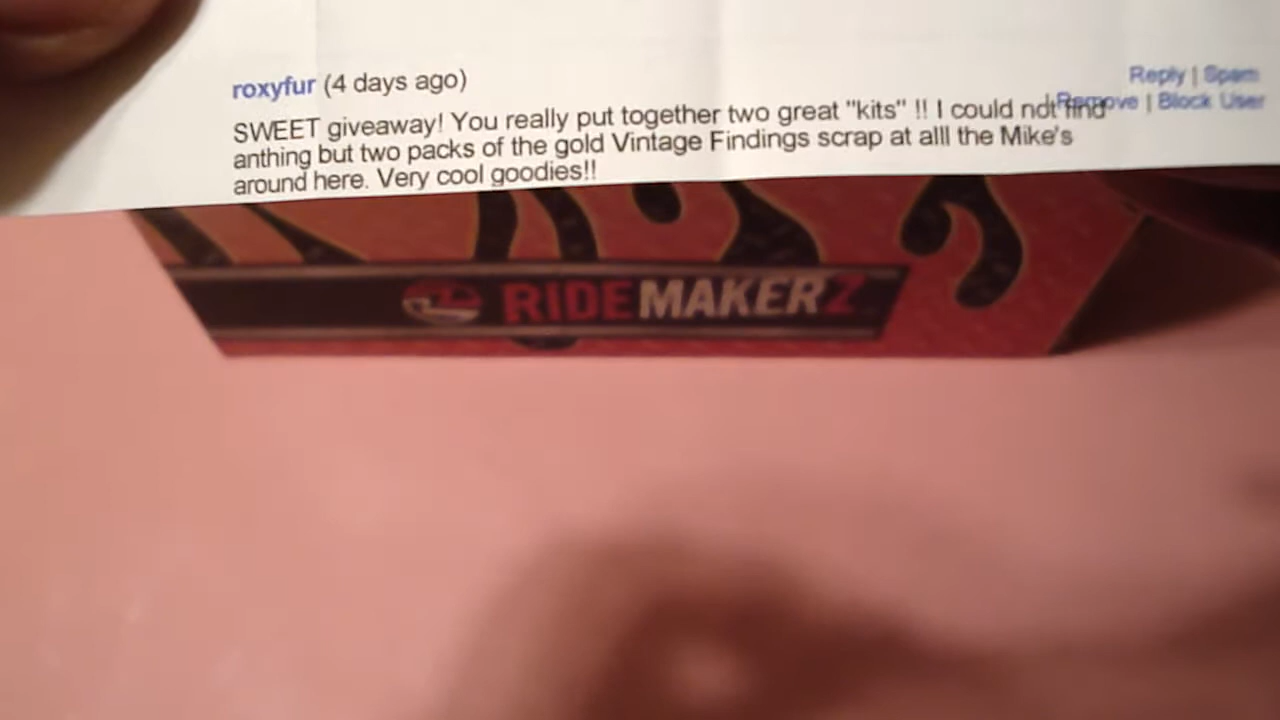 roxyfur (4 days ago)
Reply | Spam
Remove | Block User
SWEET giveaway! You really put together two great "kits" !! I could not find
anthing but two packs of the gold Vintage Findings scrap at alll the Mike's
around here. Very cool goodies!!
RIDEMAKERZ